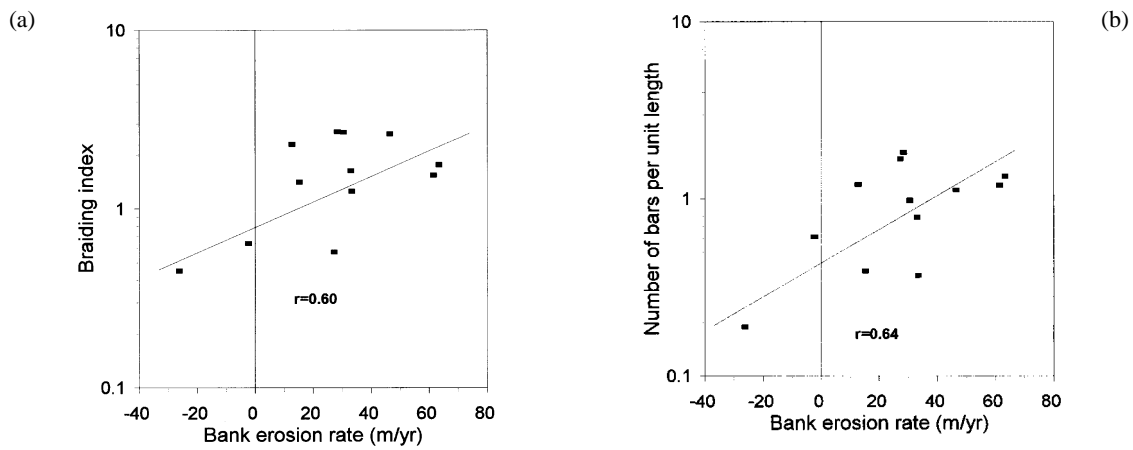 (a)
10
1
0.1
Braiding index
r=0.60
-40 -20 0 20 40 60 80
Bank erosion rate (m/yr)
(b)
10
1
0.1
Number of bars per unit length
r=0.64
-40 -20 0 20 40 60 80
Bank erosion rate (m/yr)